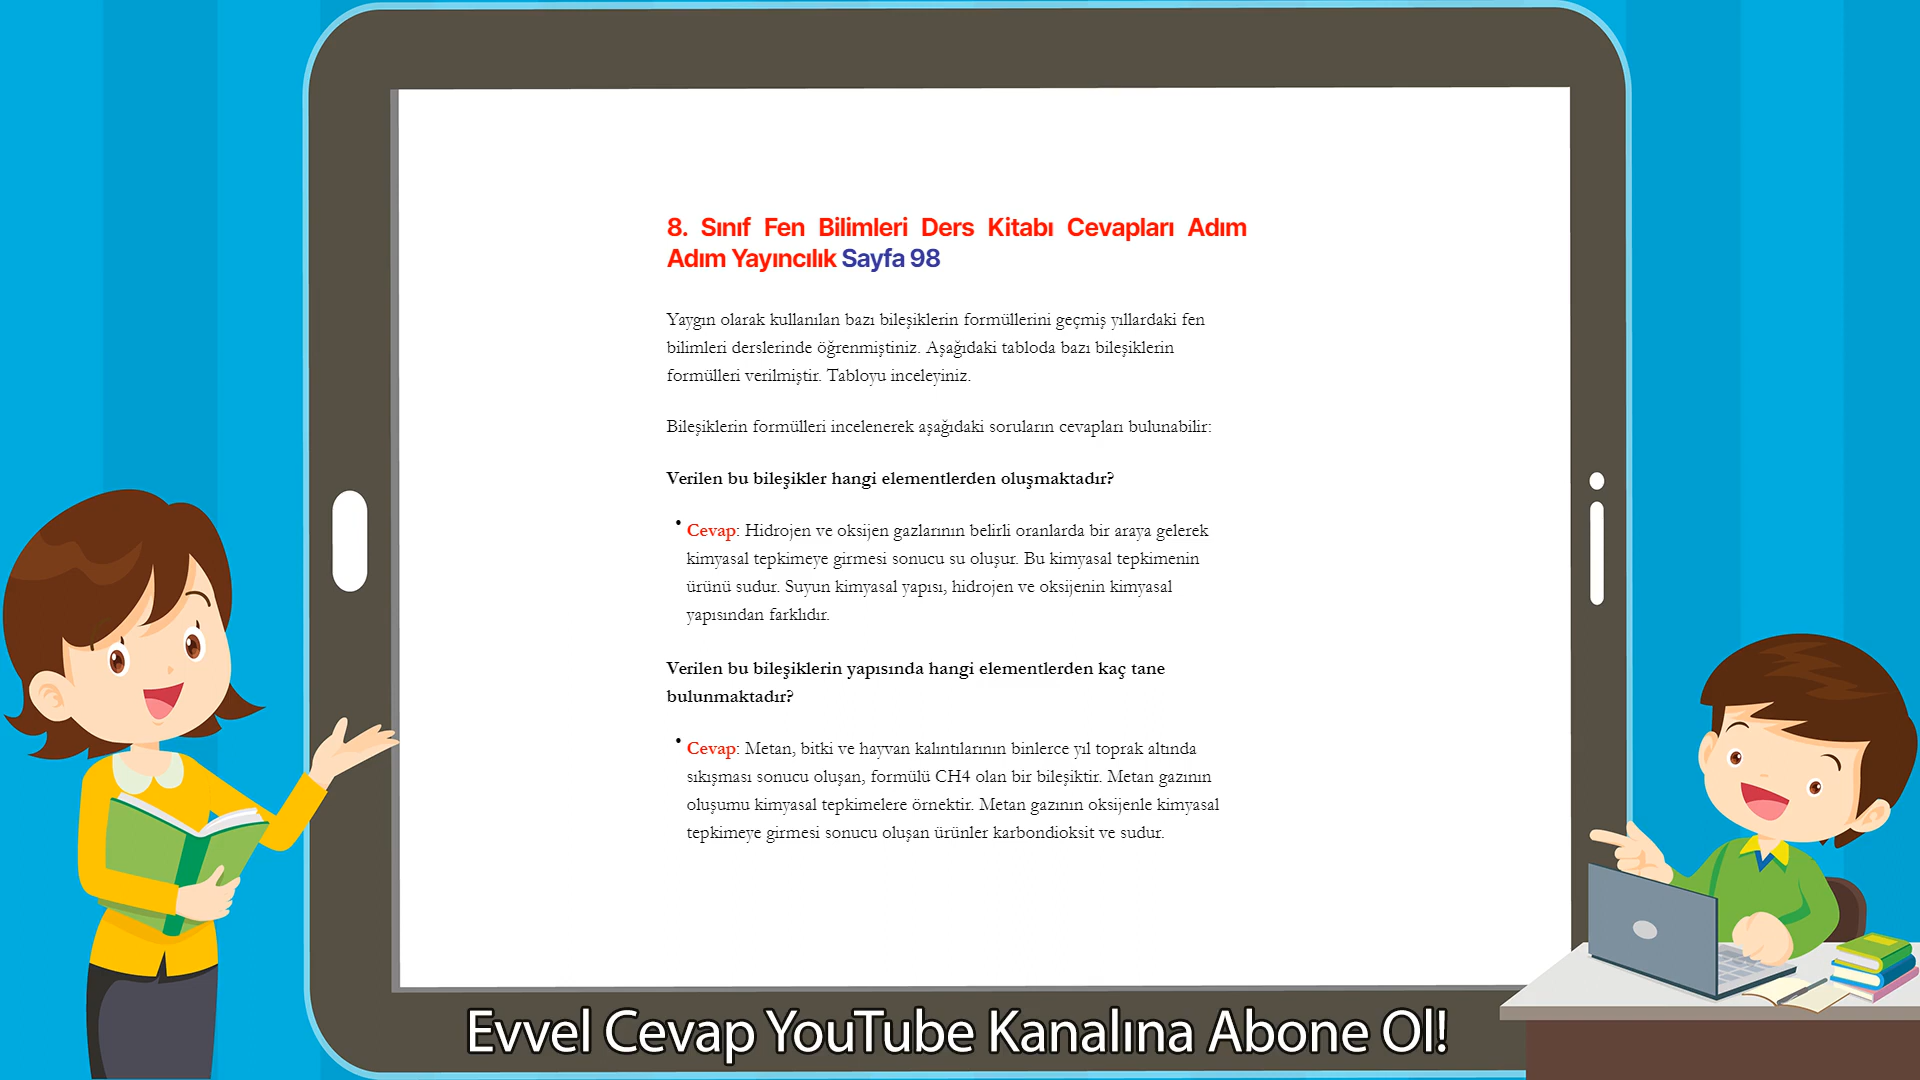 8. Sınıf Fen Bilimleri Ders Kitabı Cevapları Adım
Adım Yayıncılık Sayfa 98
Yaygın olarak kullanılan bazı bileşiklerin formüllerini geçmiş yıllardaki fen
bilimleri derslerinde öğrenmiştiniz. Aşağıdaki tabloda bazı bileşiklerin
formülleri verilmiştir. Tabloyu inceleyiniz.
Bileşiklerin formülleri incelenerek aşağıdaki soruların cevapları bulunabilir:
Verilen bu bileşikler hangi elementlerden oluşmaktadır?
• Cevap: Hidrojen ve oksijen gazlarının belirli oranlarda bir araya gelerek
kimyasal tepkimeye girmesi sonucu su oluşur. Bu kimyasal tepkimenin
ürünü sudur. Suyun kimyasal yapısı, hidrojen ve oksijenin kimyasal
yapısından farklıdır.
Verilen bu bileşiklerin yapısında hangi elementlerden kaç tane
bulunmaktadır?
• Cevap: Metan, bitki ve hayvan kalıntılarının binlerce yıl toprak altında
sıkışması sonucu oluşan, formülü CH4 olan bir bileşiktir. Metan gazının
oluşumu kimyasal tepkimelere örnektir. Metan gazının oksijenle kimyasal
tepkimeye girmesi sonucu oluşan ürünler karbondioksit ve sudur.
Evvel Cevap YouTube Kanalına Abone Ol!